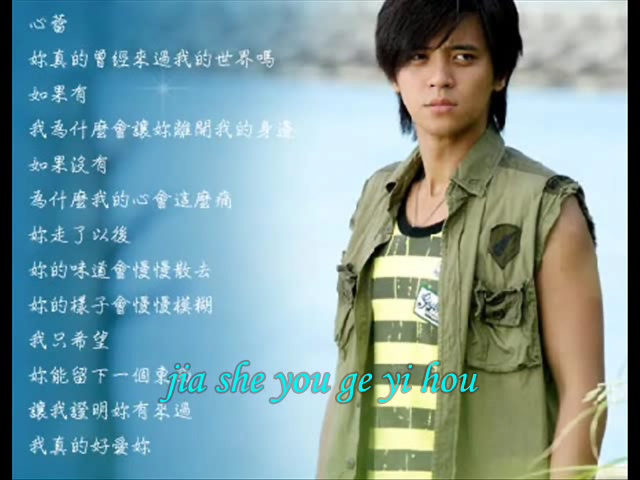 心蕾
妳真的曾經來過我的世界嗎
如果有
我為什麼會讓妳離開我的身邊
如果沒有
為什麼我的心會這麼痛
妳走了以後
妳的味道會慢慢散去
妳的樣子會慢慢模糊
我只希望
妳能留下一個東
jia she you ge yi hou
讓我證明妳有來過
我真的好愛妳